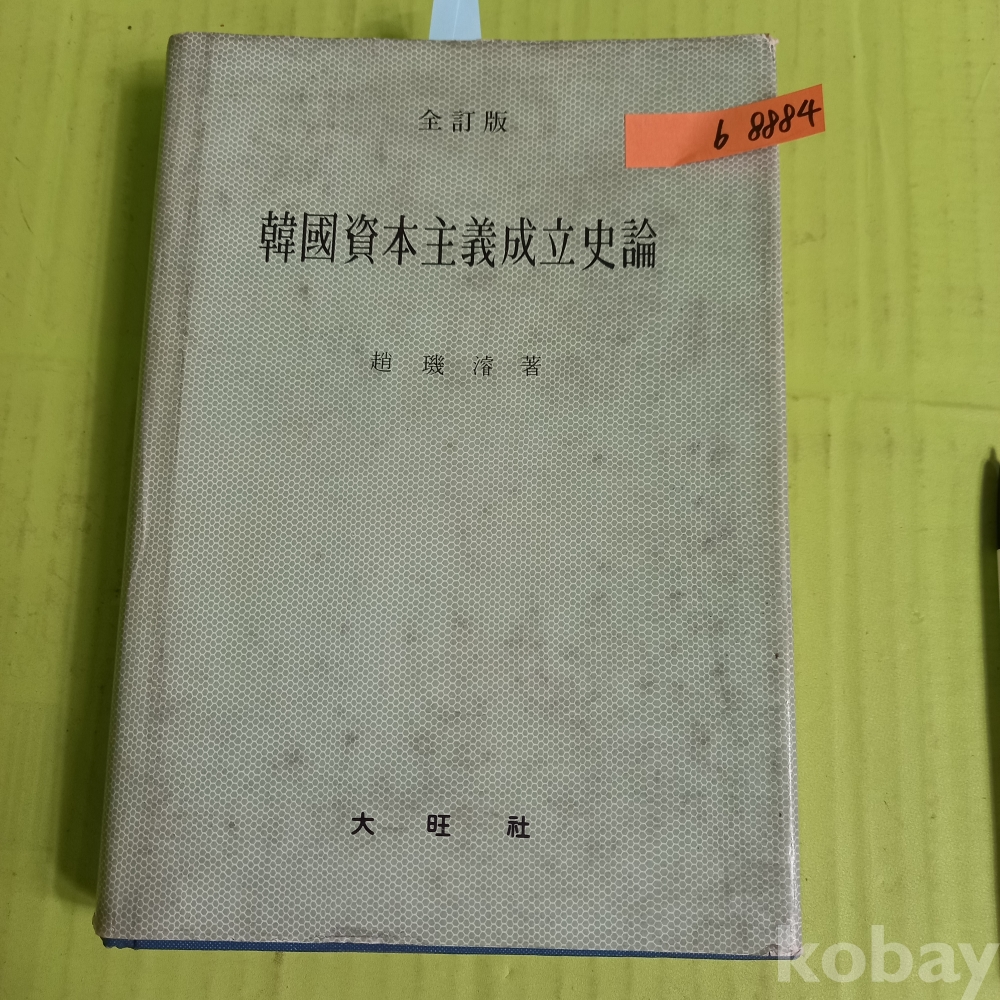 全訂版
b 8884
韓國資本主義成立史論
趙璣濬 著
大旺社
kobay